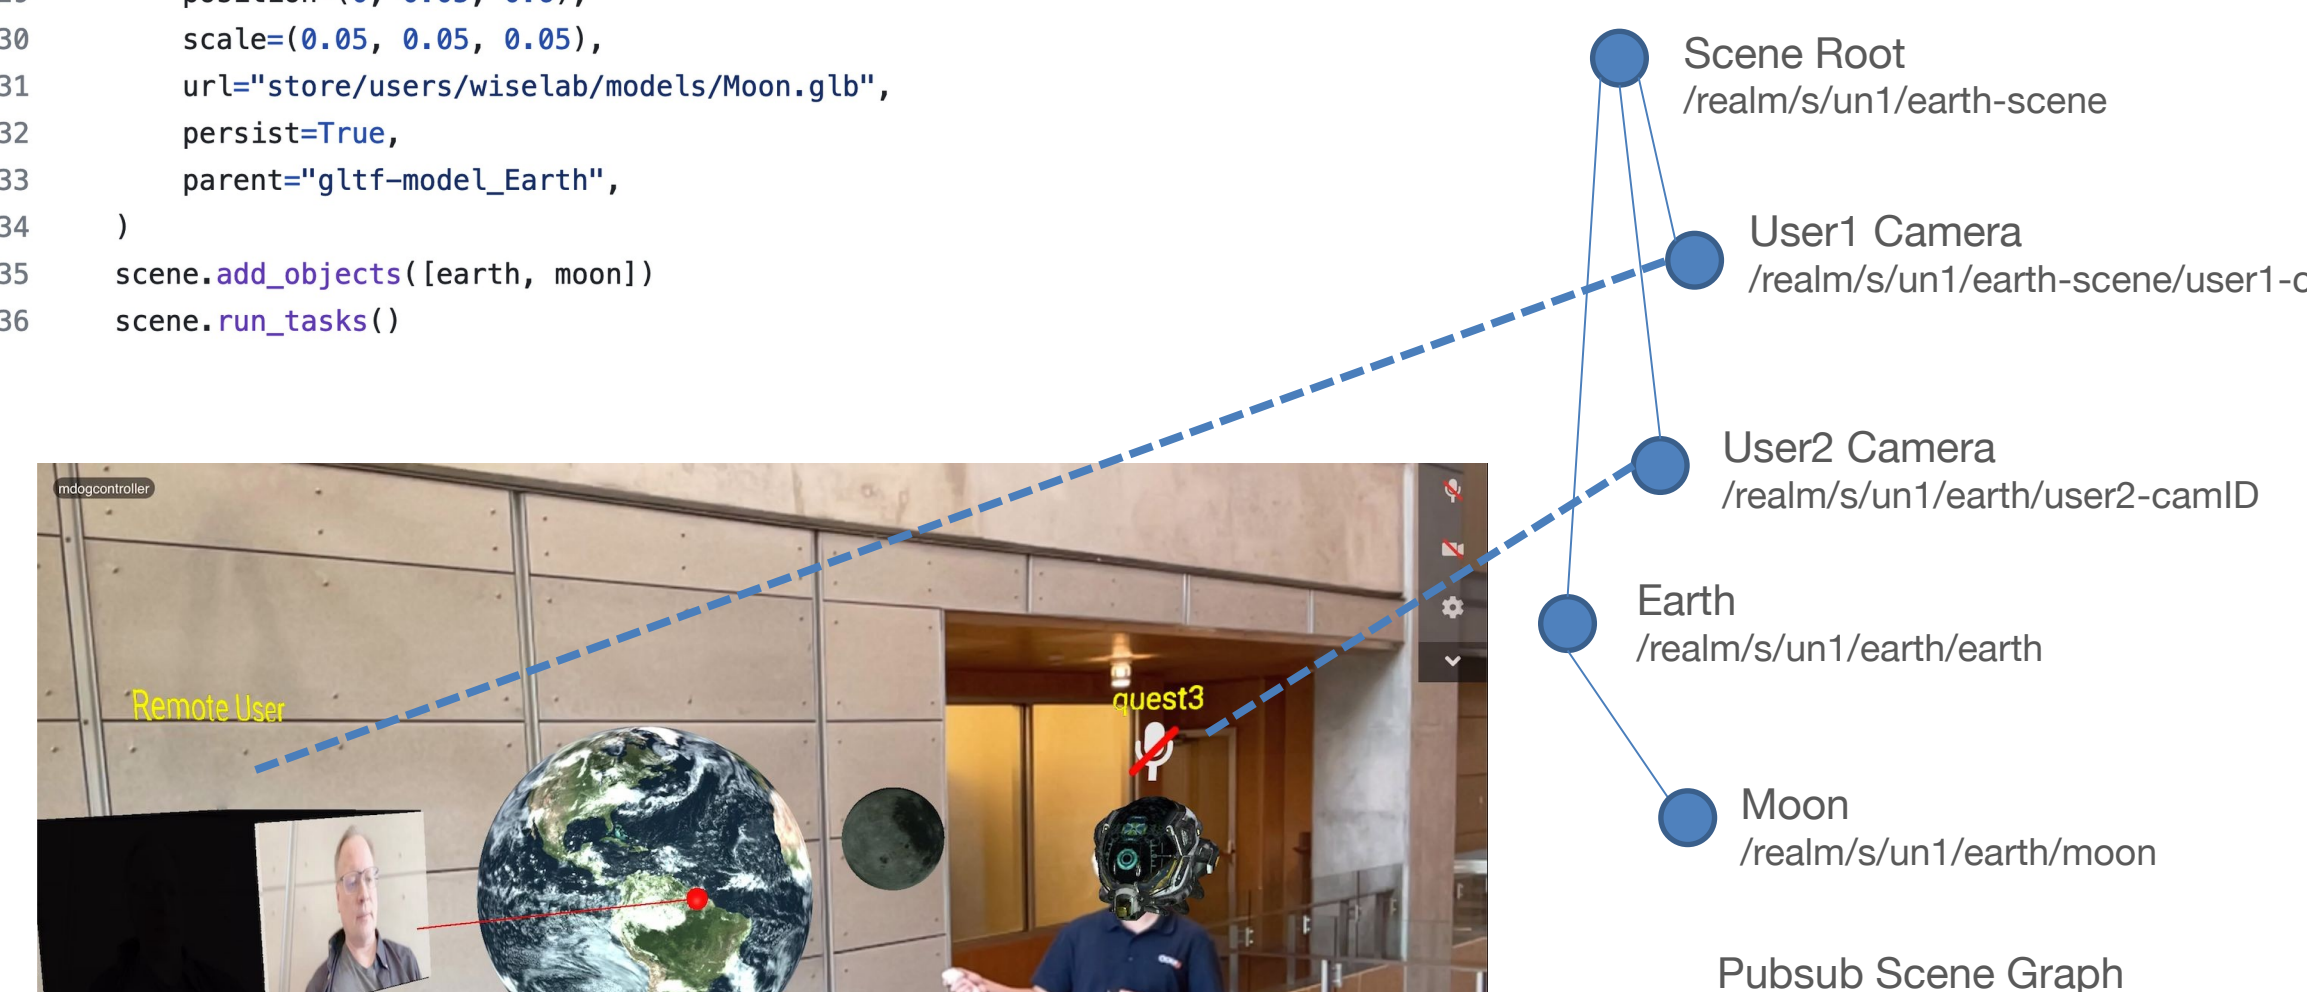 30 scale=(0.05, 0.05, 0.05),
31 url="store/users/wiselab/models/Moon.glb",
32 persist=True,
33 parent="gltf-model_Earth",
34 )
35 scene.add_objects([earth, moon])
36 scene.run_tasks()
mdogcontroller
Remote User
quest3
Scene Root
/realm/s/un1/earth-scene
User1 Camera
/realm/s/un1/earth-scene/user1-c
User2 Camera
/realm/s/un1/earth/user2-camID
Earth
/realm/s/un1/earth/earth
Moon
/realm/s/un1/earth/moon
Pubsub Scene Graph